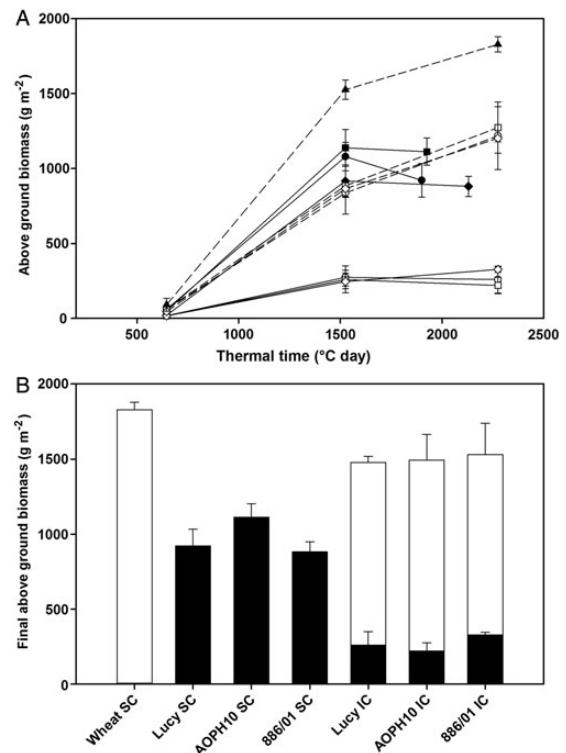 A
Above ground biomass (g m⁻²)
2000
1500
1000
500
0
500
1000
1500
2000
2500
Thermal time (°C day)
B
Final above ground biomass (g m⁻²)
2000
1500
1000
500
0
Wheat SC
Lucy SC
AOPH10 SC
886/01 SC
Lucy IC
AOPH10 IC
886/01 IC